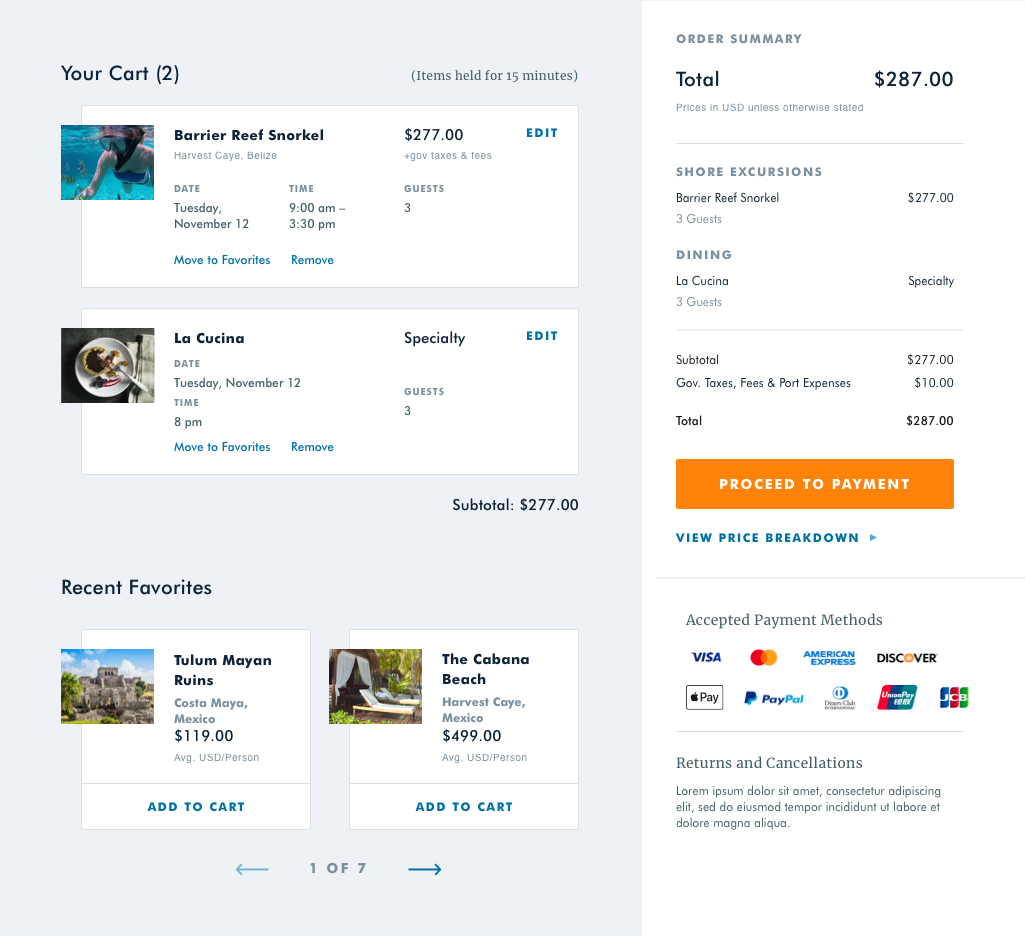 Your Cart (2)
(Items held for 15 minutes)
Barrier Reef Snorkel
$277.00
EDIT
Harvest Caye, Belize
+gov taxes & fees
DATE
TIME
GUESTS
Tuesday,
November 12
9:00 am –
3:30 pm
3
Move to Favorites
Remove
La Cucina
Specialty
EDIT
DATE
Tuesday, November 12
TIME
8 pm
GUESTS
3
Move to Favorites
Remove
Subtotal: $277.00
Recent Favorites
Tulum Mayan
Ruins
Costa Maya,
Mexico
$119.00
Avg. USD/Person
ADD TO CART
The Cabana
Beach
Harvest Caye,
Mexico
$499.00
Avg. USD/Person
ADD TO CART
1 OF 7
ORDER SUMMARY
Total
$287.00
Prices in USD unless otherwise stated
SHORE EXCURSIONS
Barrier Reef Snorkel
$277.00
3 Guests
DINING
La Cucina
Specialty
3 Guests
Subtotal
$277.00
Gov. Taxes, Fees & Port Expenses
$10.00
Total
$287.00
PROCEED TO PAYMENT
VIEW PRICE BREAKDOWN
Accepted Payment Methods
VISA
AMERICAN
EXPRESS
DISCOVER
Pay
PayPal
Diners Club
INTERNATIONAL
UnionPay
银联
JCB
Returns and Cancellations
Lorem ipsum dolor sit amet, consectetur adipiscing
elit, sed do eiusmod tempor incididunt ut labore et
dolore magna aliqua.